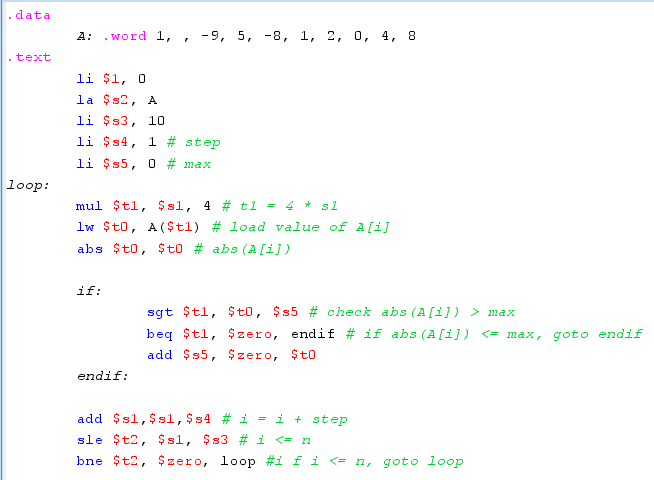 .data
A: .word 1, , -9, 5, -8, 1, 2, 0, 4, 8
.text
li $1, 0
la $s2, A
li $s3, 10
li $s4, 1 # step
li $s5, 0 # max
loop:
mul $t1, $s1, 4 # t1 = 4 * s1
lw $t0, A($t1) # load value of A[i]
abs $t0, $t0 # abs(A[i])
if:
sgt $t1, $t0, $s5 # check abs(A[i]) > max
beq $t1, $zero, endif # if abs(A[i]) <= max, goto endif
add $s5, $zero, $t0
endif:
add $s1,$s1,$s4 # i = i + step
sle $t2, $s1, $s3 # i <= n
bne $t2, $zero, loop #i f i <= n, goto loop